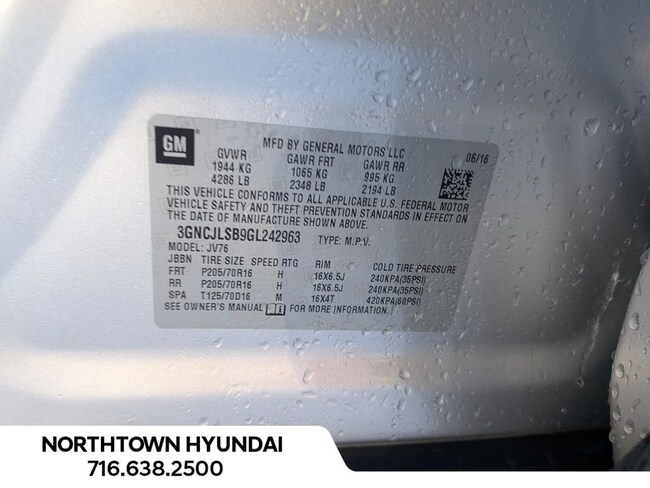 GM
MFD BY GENERAL MOTORS LLC 06/16
GVWR GAWR FRT GAWR RR
1944 KG 1065 KG 995 KG
4286 LB 2348 LB 2194 LB
THIS VEHICLE CONFORMS TO ALL APPLICABLE U.S. FEDERAL MOTOR
VEHICLE SAFETY AND THEFT PREVENTION STANDARDS IN EFFECT ON
THE DATE OF MANUFACTURE SHOWN ABOVE.
3GNCJLSB9GL242963 TYPE: M.P.V.
MODEL: JV76
JBBN TIRE SIZE SPEED RTG RIM COLD TIRE PRESSURE
FRT P205/70R16 H 16X6.5J 240KPA(35PSI)
RR P205/70R16 H 16X6.5J 240KPA(35PSI)
SPA T125/70D16 M 16X4T 420KPA(60PSI)
SEE OWNER'S MANUAL FOR MORE INFORMATION.
NORTHTOWN HYUNDAI
716.638.2500